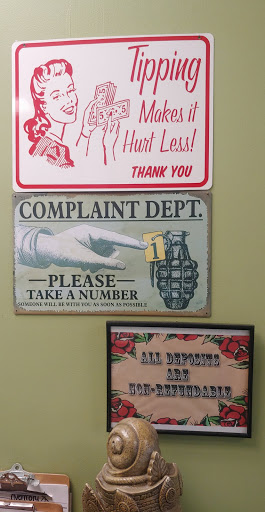 Tipping
Makes it
Hurt Less!
THANK YOU
COMPLAINT DEPT.
1
PLEASE
TAKE A NUMBER
SOMEONE WILL BE WITH YOU AS SOON AS POSSIBLE
ALL DEPOSITS
ARE
NON-REFUNDABLE